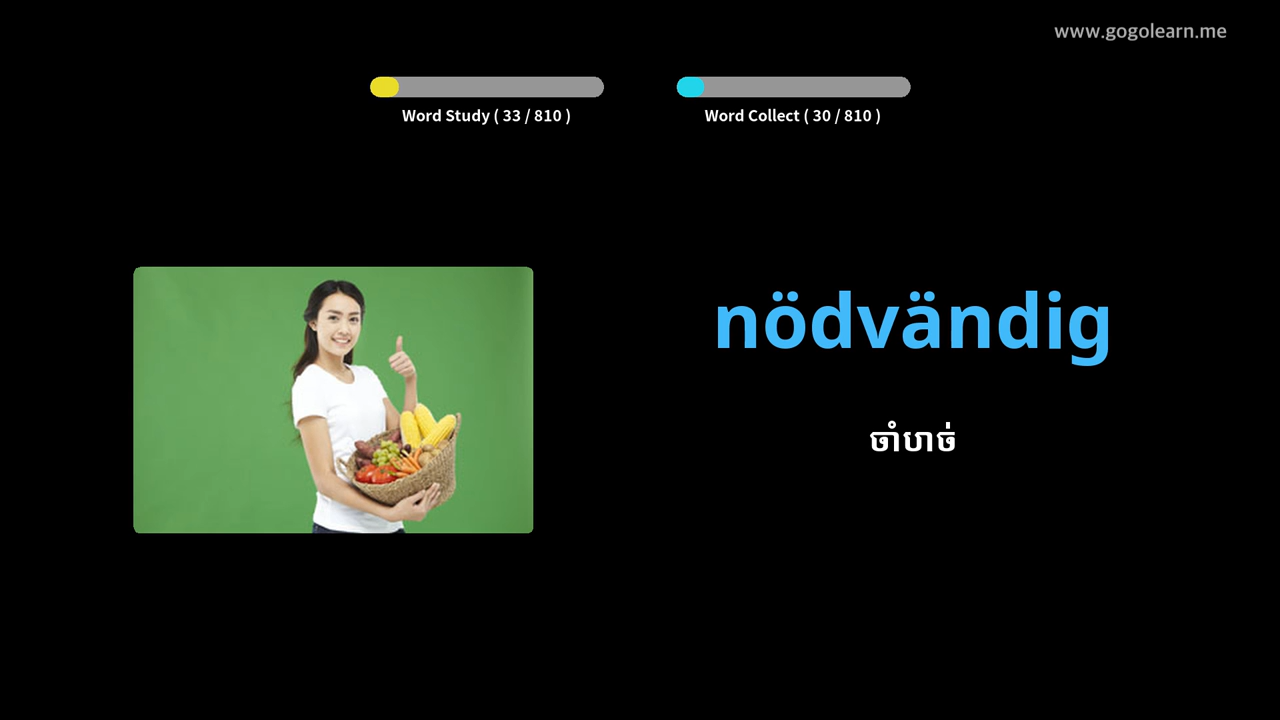 www.gogolearn.me
Word Study ( 33 / 810 )
Word Collect ( 30 / 810 )
nödvändig
ចាំបាច់